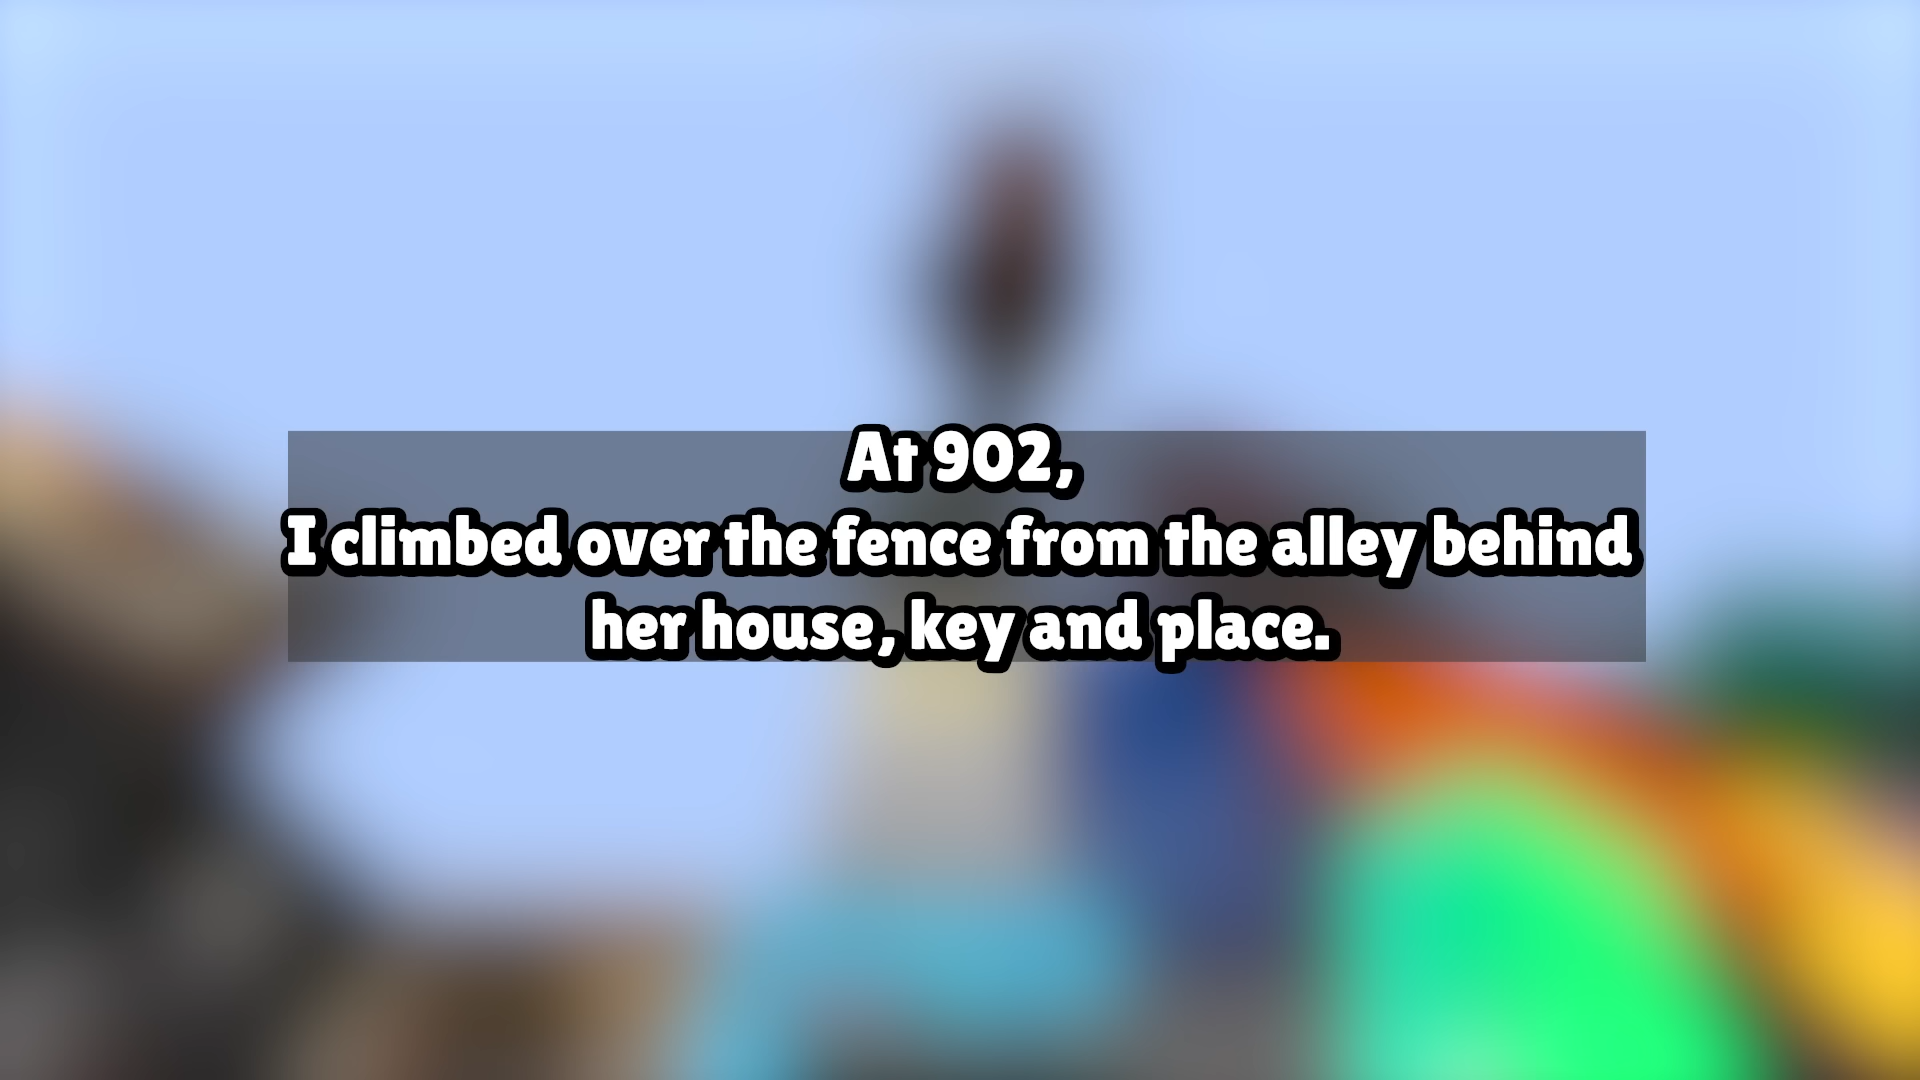 At 902,
I climbed over the fence from the alley behind
her house, key and place.